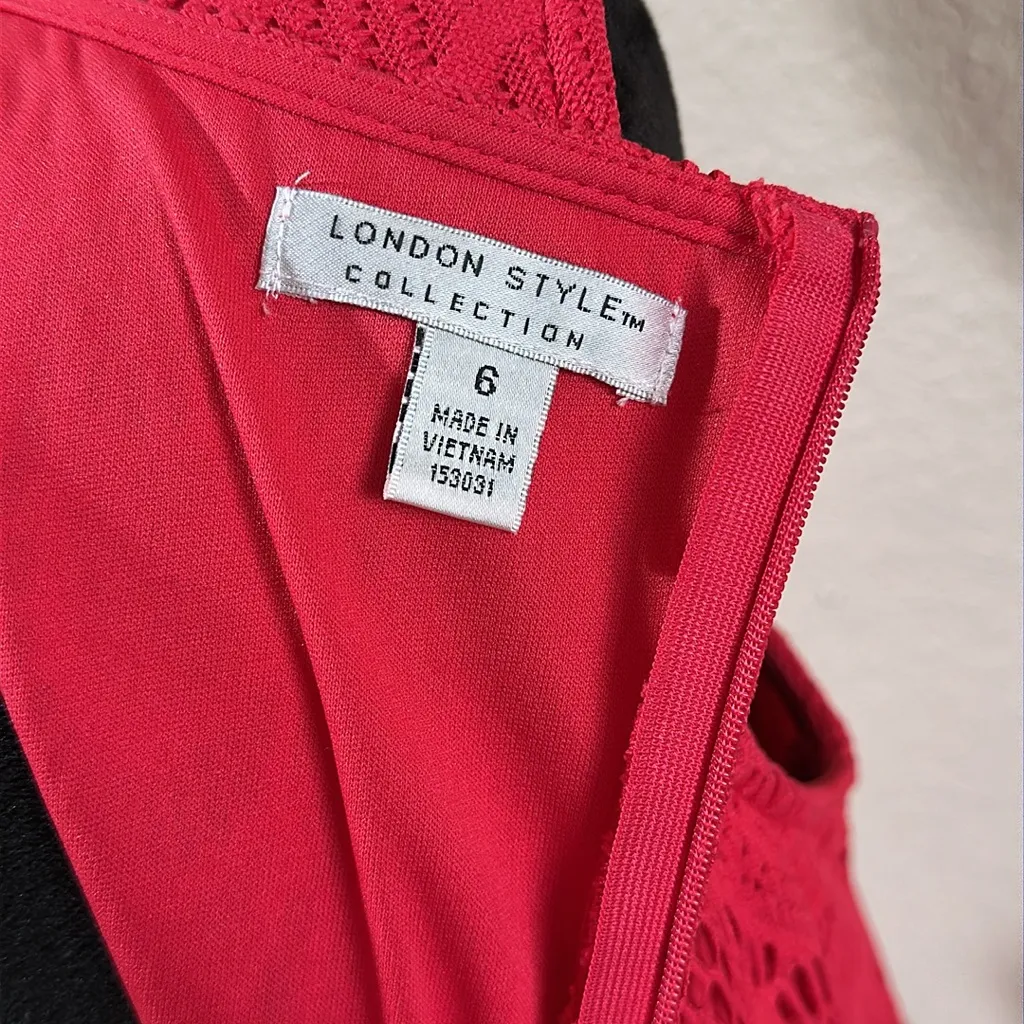 LONDON STYLE™
COLLECTION
6
MADE IN
VIETNAM
153031